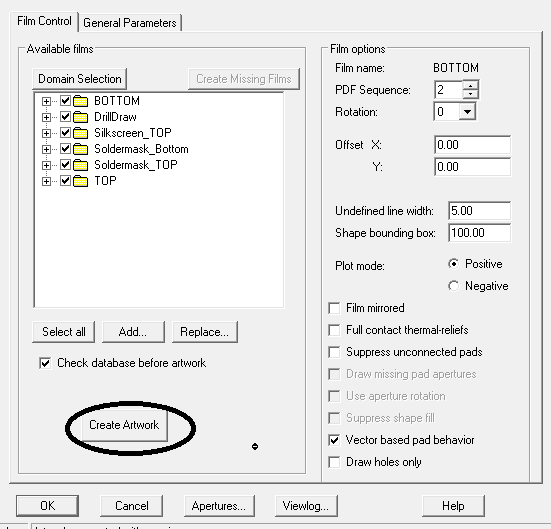 Film Control
General Parameters
Available films
Domain Selection
Create Missing Films
BOTTOM
DrillDraw
Silkscreen_TOP
Soldermask_Bottom
Soldermask_TOP
TOP
Select all
Add...
Replace...
Check database before artwork
Create Artwork
Film options
Film name: BOTTOM
PDF Sequence: 2
Rotation: 0
Offset X: 0.00
Y: 0.00
Undefined line width: 5.00
Shape bounding box: 100.00
Plot mode: Positive
Negative
Film mirrored
Full contact thermal-reliefs
Suppress unconnected pads
Draw missing pad apertures
Use aperture rotation
Suppress shape fill
Vector based pad behavior
Draw holes only
OK
Cancel
Apertures...
Viewlog...
Help